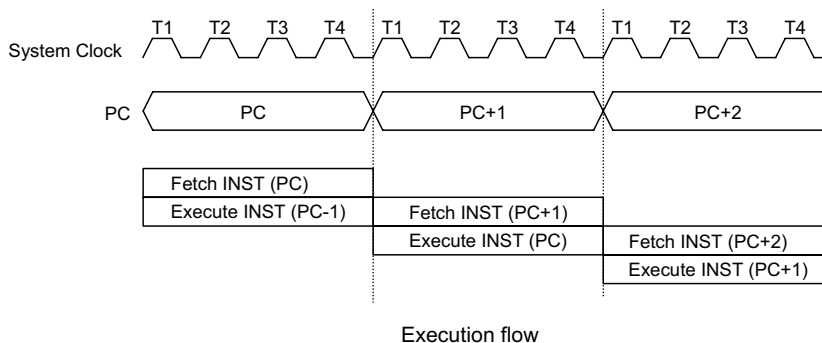 T1 T2 T3 T4 T1 T2 T3 T4 T1 T2 T3 T4
System Clock
PC PC PC+1 PC+2
Fetch INST (PC)
Execute INST (PC-1) Fetch INST (PC+1)
Execute INST (PC) Fetch INST (PC+2)
Execute INST (PC+1)
Execution flow